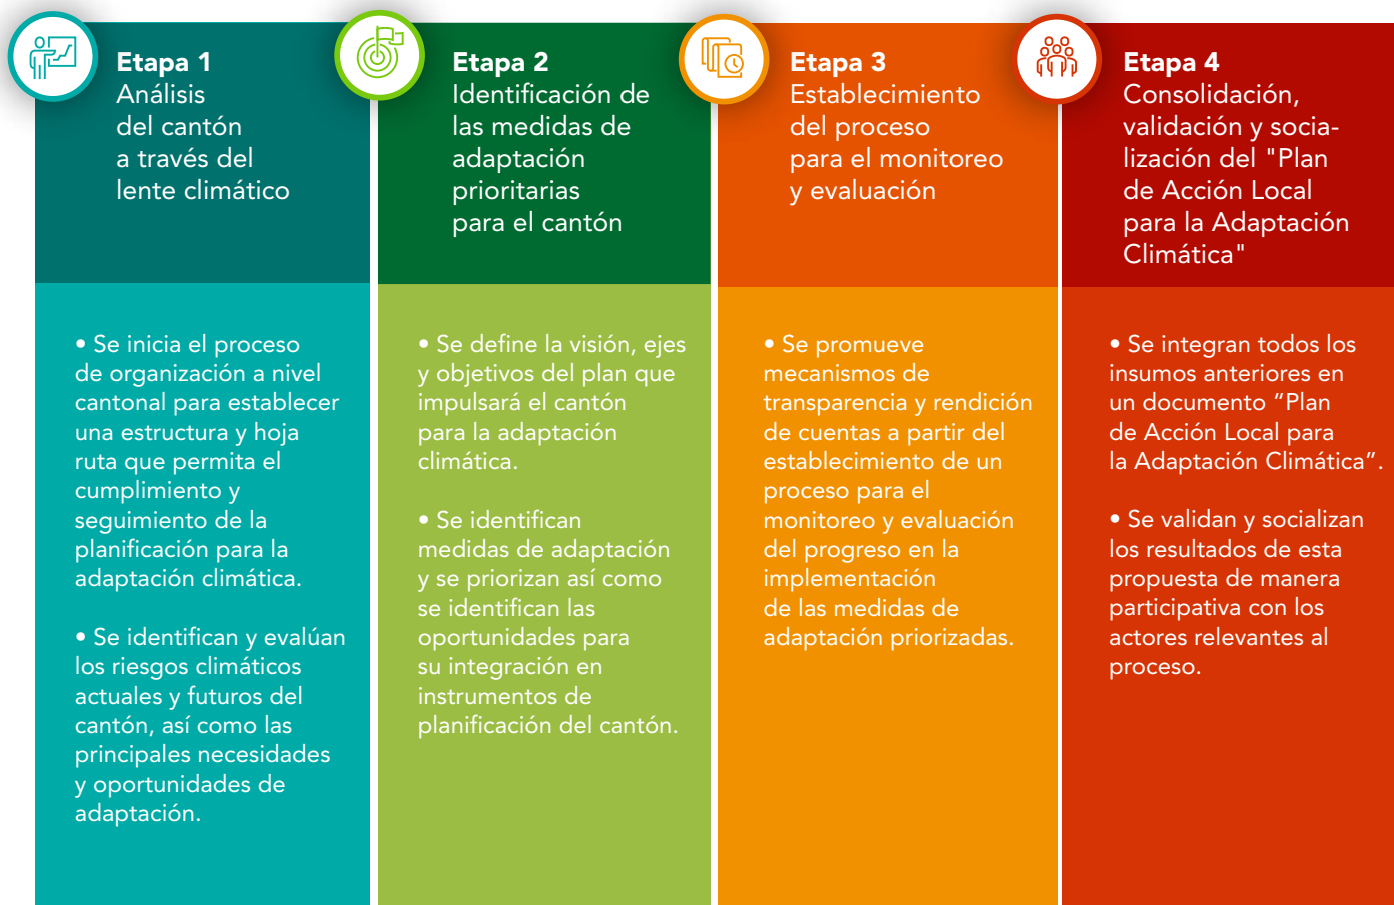 Etapa 1
Análisis
del cantón
a través del
lente climático
• Se inicia el proceso
de organización a nivel
cantonal para establecer
una estructura y hoja
ruta que permita el
cumplimiento y
seguimiento de la
planificación para la
adaptación climática.
• Se identifican y evalúan
los riesgos climáticos
actuales y futuros del
cantón, así como las
principales necesidades
y oportunidades de
adaptación.
Etapa 2
Identificación de
las medidas de
adaptación
prioritarias
para el cantón
• Se define la visión, ejes
y objetivos del plan que
impulsará el cantón
para la adaptación
climática.
• Se identifican
medidas de adaptación
y se priorizan así como
se identifican las
oportunidades para
su integración en
instrumentos de
planificación del cantón.
Etapa 3
Establecimiento
del proceso
para el monitoreo
y evaluación
• Se promueve
mecanismos de
transparencia y rendición
de cuentas a partir del
establecimiento de un
proceso para el
monitoreo y evaluación
del progreso en la
implementación
de las medidas de
adaptación priorizadas.
Etapa 4
Consolidación,
validación y socia-
lización del "Plan
de Acción Local
para la Adaptación
Climática"
• Se integran todos los
insumos anteriores en
un documento “Plan
de Acción Local para
la Adaptación Climática”.
• Se validan y socializan
los resultados de esta
propuesta de manera
participativa con los
actores relevantes al
proceso.